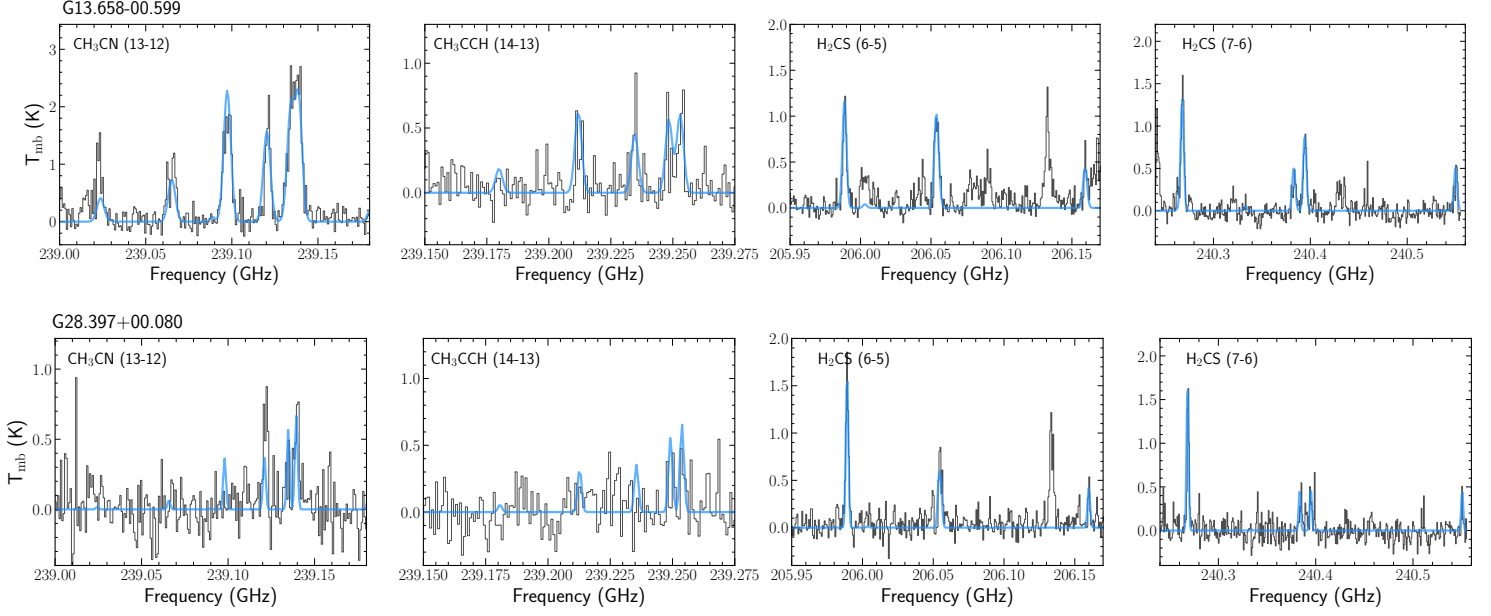 G13.658-00.599
CH₃CN (13-12)
CH₃CCH (14-13)
H₂CS (6-5)
H₂CS (7-6)
T_mb (K)
3
2
1
0
1.0
0.5
0.0
2.0
1.5
1.0
0.5
0.0
2.0
1.5
1.0
0.5
0.0
239.00 239.05 239.10 239.15
239.150 239.175 239.200 239.225 239.250 239.275
205.95 206.00 206.05 206.10 206.15
240.3 240.4 240.5
Frequency (GHz)
Frequency (GHz)
Frequency (GHz)
Frequency (GHz)
G28.397+00.080
CH₃CN (13-12)
CH₃CCH (14-13)
H₂CS (6-5)
H₂CS (7-6)
T_mb (K)
1.0
0.5
0.0
1.0
0.5
0.0
2.0
1.5
1.0
0.5
0.0
2.0
1.5
1.0
0.5
0.0
239.00 239.05 239.10 239.15
239.150 239.175 239.200 239.225 239.250 239.275
205.95 206.00 206.05 206.10 206.15
240.3 240.4 240.5
Frequency (GHz)
Frequency (GHz)
Frequency (GHz)
Frequency (GHz)